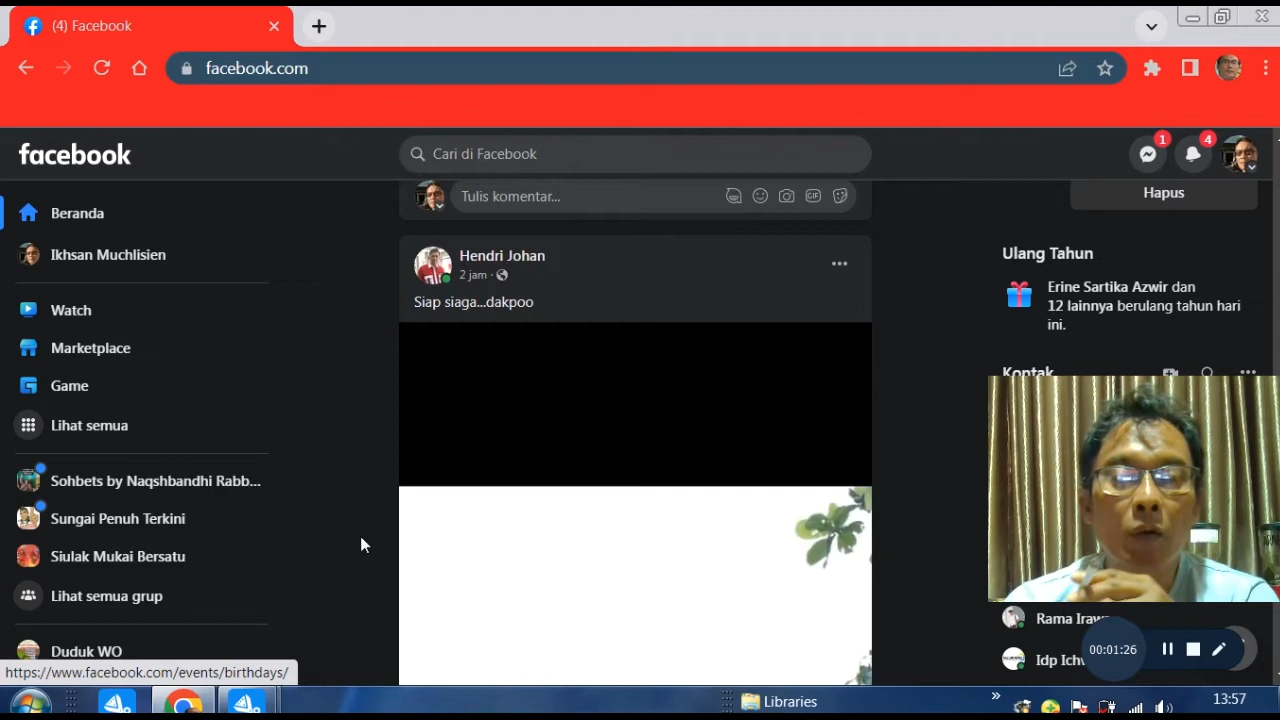 (4) Facebook
facebook.com
facebook
Cari di Facebook
1
4
Beranda
Ikhsan Muchlisien
Watch
Marketplace
Game
Lihat semua
Sohbets by Naqshbandhi Rabb...
Sungai Penuh Terkini
Siulak Mukai Bersatu
Lihat semua grup
Duduk WO
https://www.facebook.com/events/birthdays/
Tulis komentar...
GIF
Hendri Johan
2 jam ·
Siap siaga...dakpoo
Hapus
Ulang Tahun
Erine Sartika Azwir dan
12 lainnya berulang tahun hari
ini.
Kontak
Rama
Idp
00:01:26
Libraries
13:57